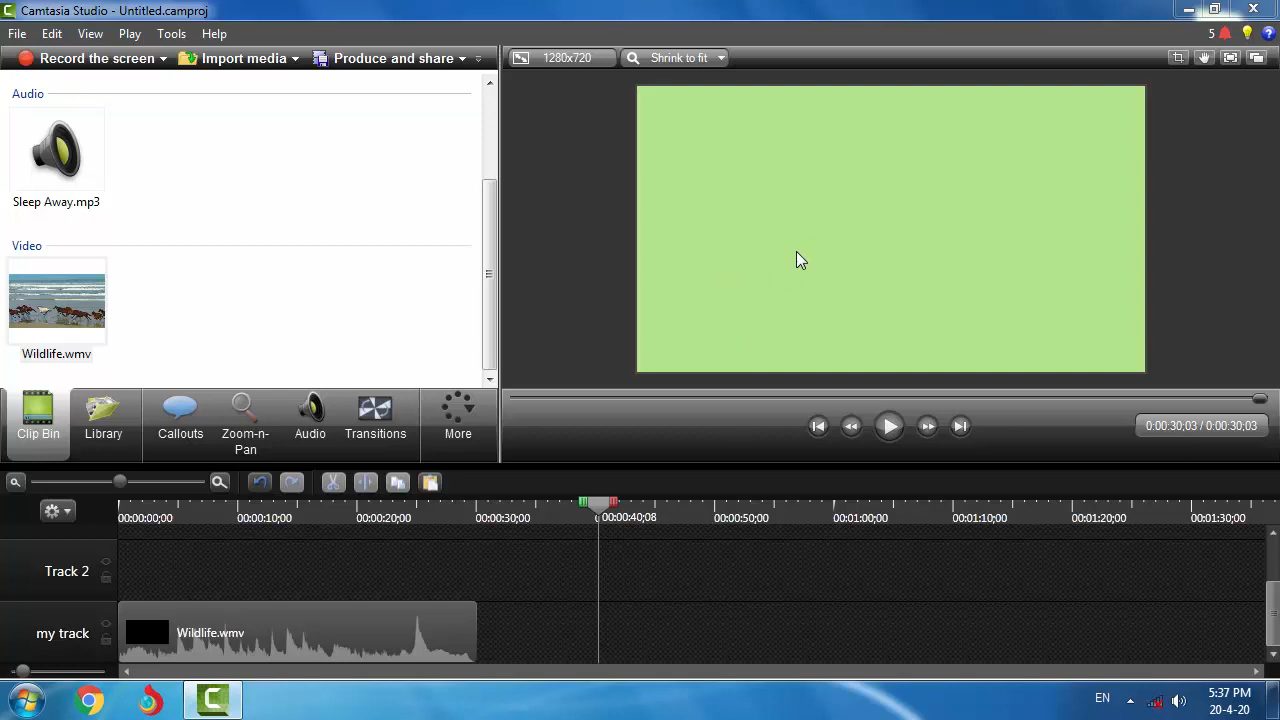 Camtasia Studio - Untitled.camproj
File Edit View Play Tools Help
5
Record the screen Import media Produce and share
1280x720 Shrink to fit
Audio
Sleep Away.mp3
Video
Wildlife.wmv
Clip Bin Library Callouts Zoom-n-Pan Audio Transitions More
0:00:30;03 / 0:00:30;03
00:00:00;00 00:00:10;00 00:00:20;00 00:00:30;00 00:00:40;08 00:00:50;00 00:01:00;00 00:01:10;00 00:01:20;00 00:01:30;00
Track 2
my track Wildlife.wmv
EN 5:37 PM
20-4-20